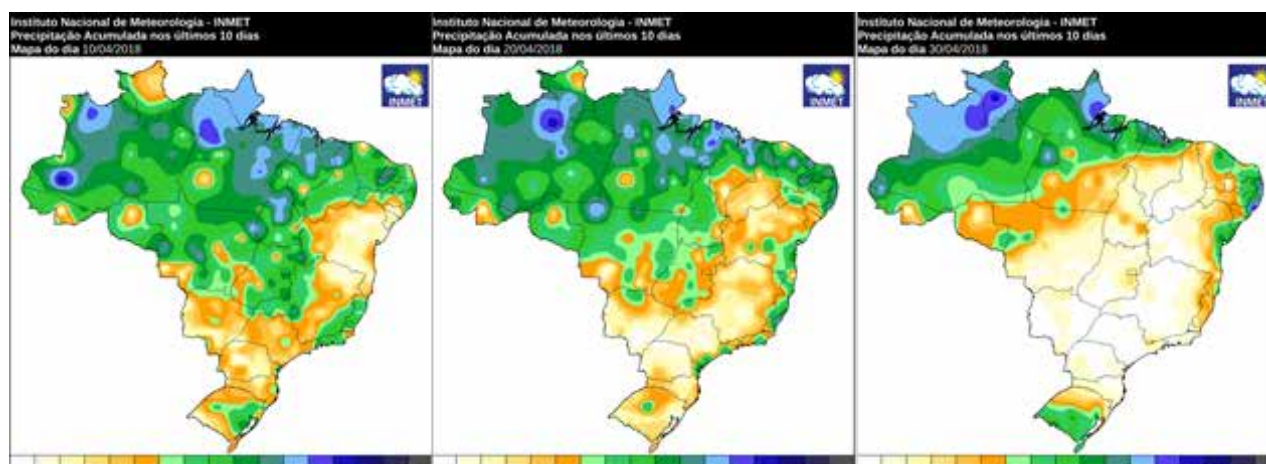 Instituto Nacional de Meteorologia - INMET
Precipitação Acumulada nos últimos 10 dias
Mapa do dia 10/04/2018
INMET
Instituto Nacional de Meteorologia - INMET
Precipitação Acumulada nos últimos 10 dias
Mapa do dia 20/04/2018
INMET
Instituto Nacional de Meteorologia - INMET
Precipitação Acumulada nos últimos 10 dias
Mapa do dia 30/04/2018
INMET